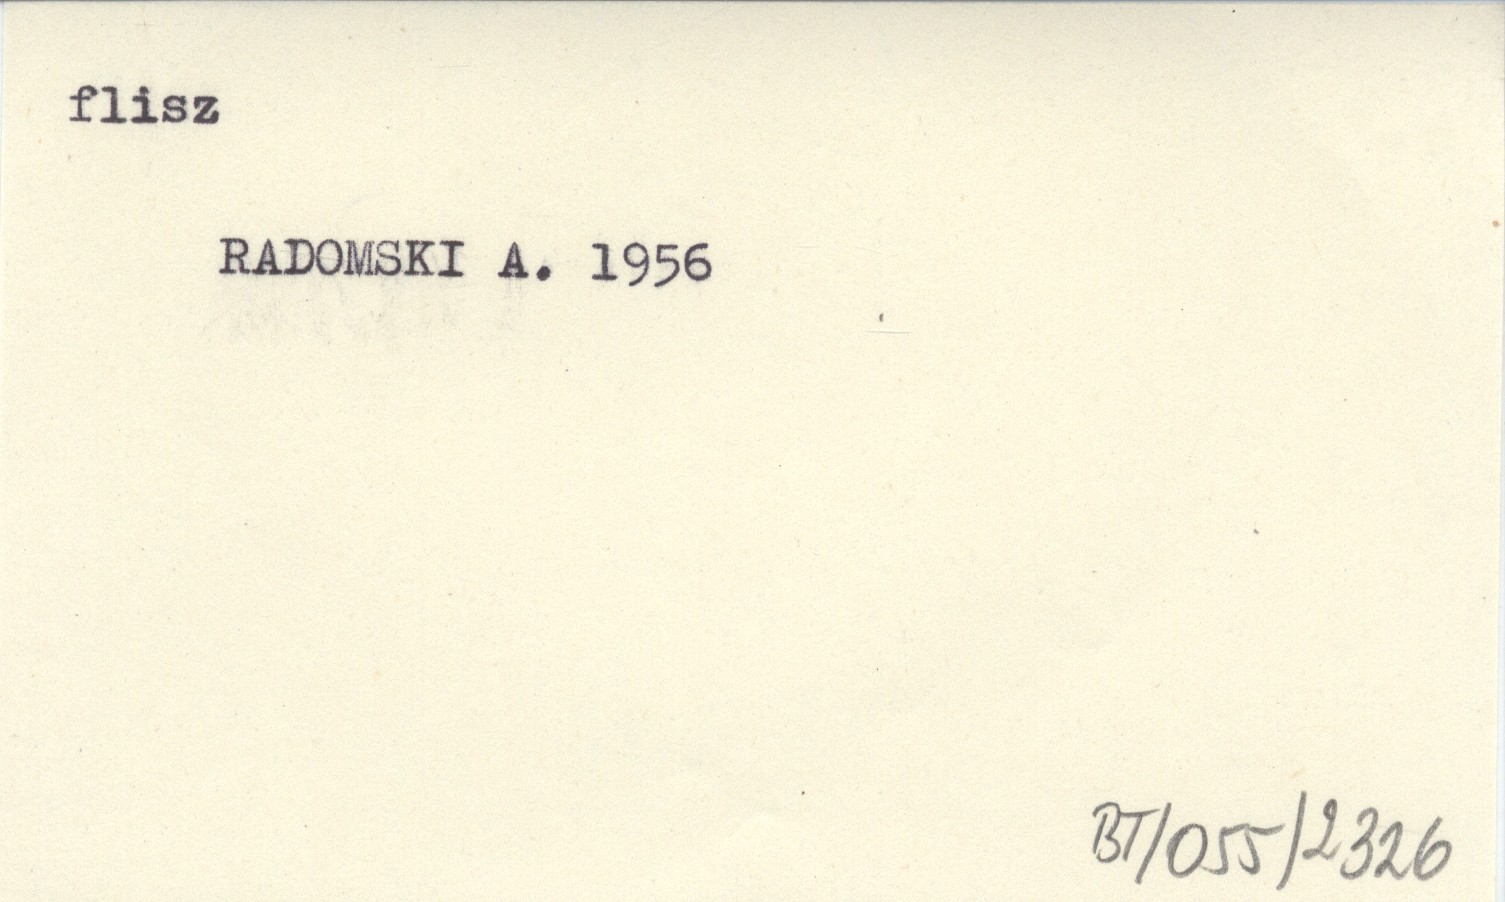 flisz
RADOMSKI A. 1956
BT/055/2326